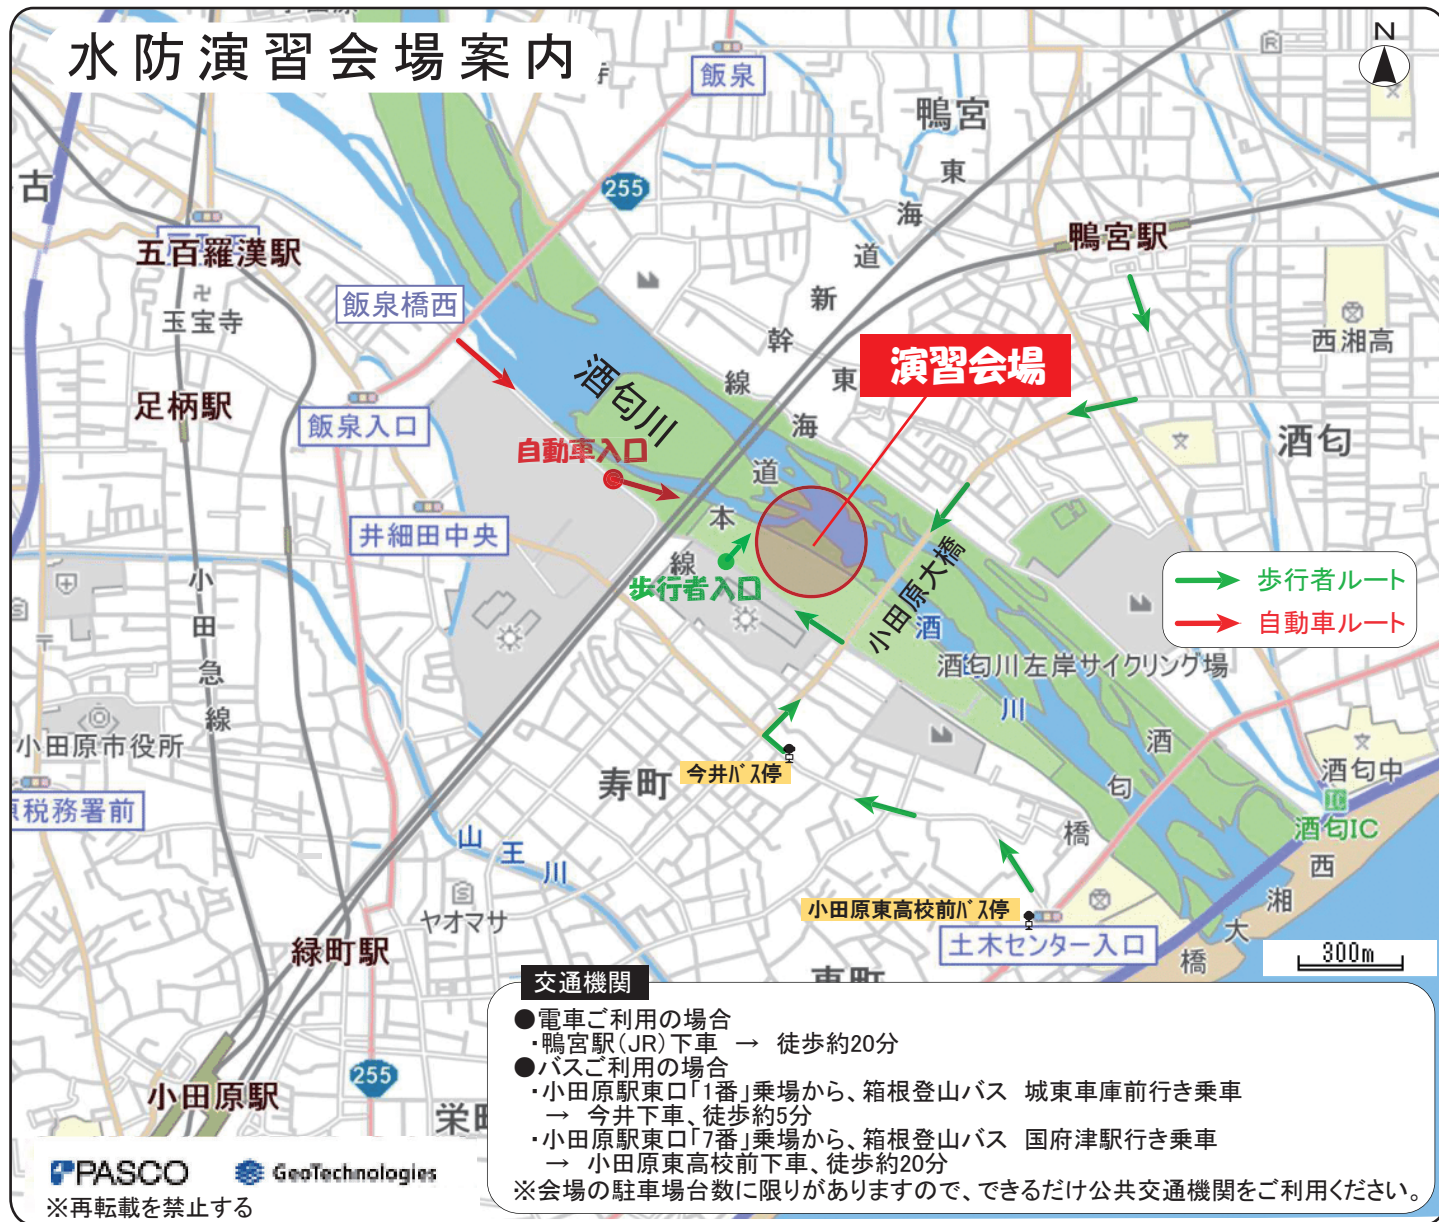 水防演習会場案内
N
飯泉
鴨宮
255
東海道新幹線
古
五百羅漢駅
鴨宮駅
玉宝寺
飯泉橋西
西湘高
演習会場
足柄駅
飯泉入口
酒匂川
東海道本線
酒匂
自動車入口
井細田中央
歩行者入口
小田原大橋
歩行者ルート
自動車ルート
小田急線
酒匂川
酒匂川左岸サイクリング場
小田原市役所
税務署前
寿町
今井バス停
酒匂橋
酒匂中
IC
酒匂IC
西湘大橋
山王川
ヤオマサ
小田原東高校前バス停
土木センター入口
緑町駅
300m
東町
255
小田原駅
栄町
交通機関
●電車ご利用の場合
・鴨宮駅(JR)下車 → 徒歩約20分
●バスご利用の場合
・小田原駅東口「1番」乗場から、箱根登山バス 城東車庫前行き乗車
→ 今井下車、徒歩約5分
・小田原駅東口「7番」乗場から、箱根登山バス 国府津駅行き乗車
→ 小田原東高校前下車、徒歩約20分
※会場の駐車場台数に限りがありますので、できるだけ公共交通機関をご利用ください。
PASCO
GeoTechnologies
※再転載を禁止する